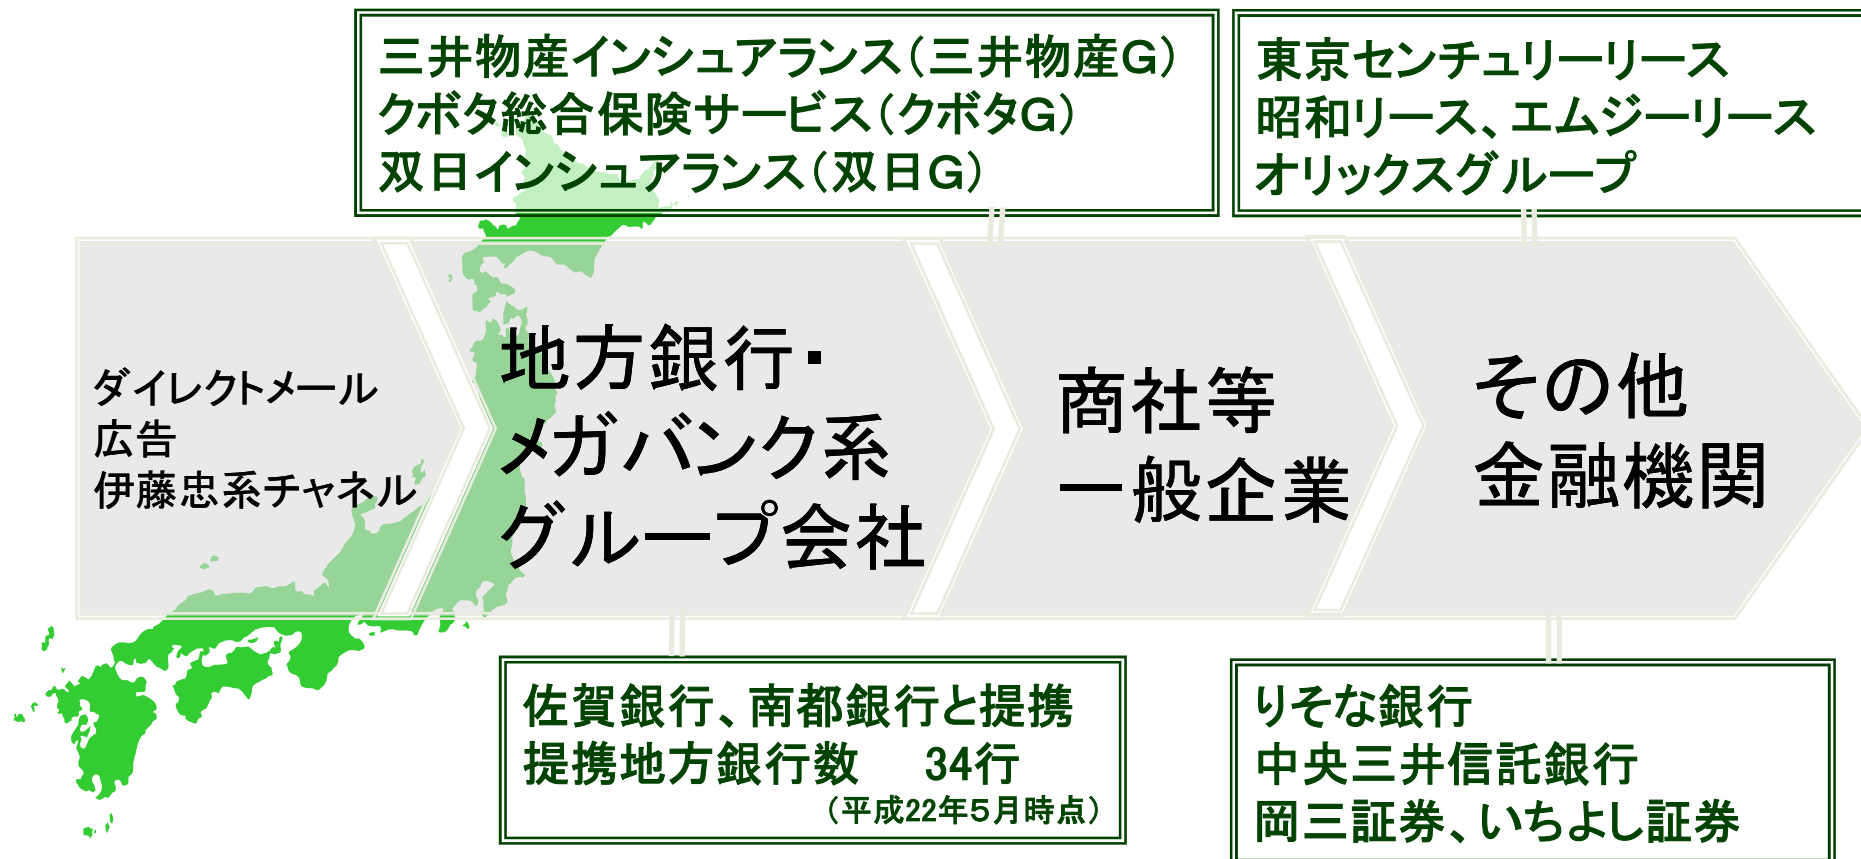 三井物産インシュアランス（三井物産G）
クボタ総合保険サービス（クボタG）
双日インシュアランス（双日G）
東京センチュリーリース
昭和リース、エムジーリース
オリックスグループ
ダイレクトメール
広告
伊藤忠系チャネル
地方銀行・
メガバンク系
グループ会社
商社等
一般企業
その他
金融機関
佐賀銀行、南都銀行と提携
提携地方銀行数　34行
（平成22年５月時点）
りそな銀行
中央三井信託銀行
岡三証券、いちよし証券